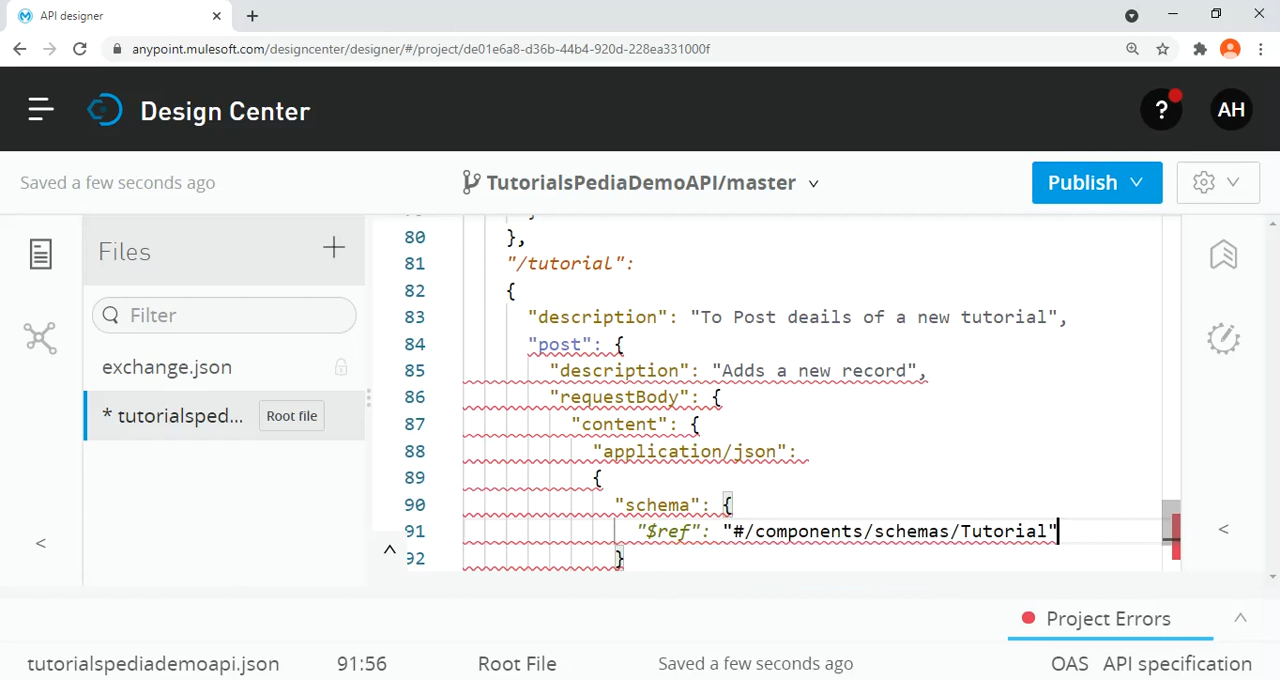 API designer
anypoint.mulesoft.com/designcenter/designer/#/project/de01e6a8-d36b-44b4-920d-228ea331000f
Design Center
?
AH
Saved a few seconds ago
TutorialsPediaDemoAPI/master
Publish
Files
Filter
exchange.json
* tutorialsped...
Root file
80 },
81 "/tutorial":
82 {
83 "description": "To Post deails of a new tutorial",
84 "post": {
85 "description": "Adds a new record",
86 "requestBody": {
87 "content": {
88 "application/json":
89 {
90 "schema": {
91 "$ref": "#/components/schemas/Tutorial"
92 }
Project Errors
tutorialspediademoapi.json
91:56
Root File
Saved a few seconds ago
OAS API specification